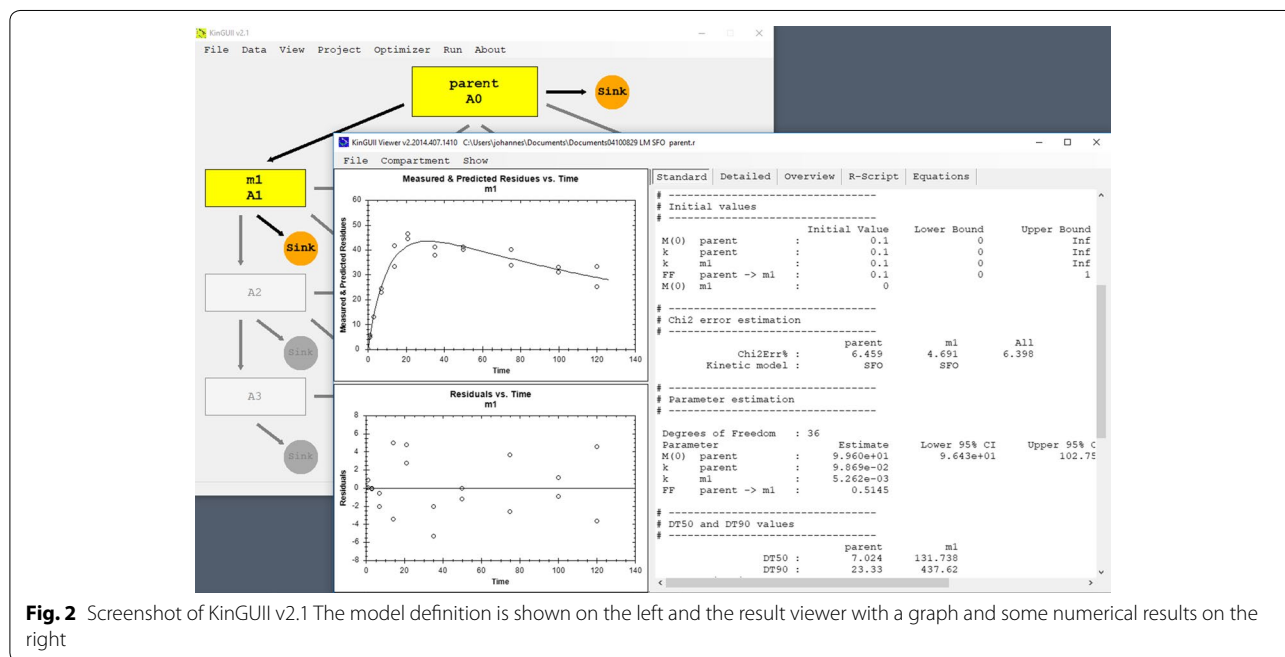 KinGUII v2.1
File Data View Project Optimizer Run About
parent
A0
Sink
m1
A1
Sink
A2
Sink
A3
Sink
KinGUII Viewer v2.2014.407.1410 C:\Users\johannes\Documents\Documents04100829 LM SFO parent.r
File Compartment Show
Measured & Predicted Residues vs. Time
m1
Measured & Predicted Residues
60
50
40
30
20
10
0
0 20 40 60 80 100 120 140
Time
Residuals vs. Time
m1
Residuals
8
6
4
2
0
-2
-4
-6
-8
0 20 40 60 80 100 120 140
Time
Standard Detailed Overview R-Script Equations
# ---------------------------------
# Initial values
# ---------------------------------
Initial Value Lower Bound Upper Bound
M(0) parent : 0.1 0 Inf
k parent : 0.1 0 Inf
k m1 : 0.1 0 Inf
FF parent -> m1 : 0.1 0 1
M(0) m1 : 0
# ---------------------------------
# Chi2 error estimation
# ---------------------------------
parent m1 All
Chi2Err% : 6.459 4.691 6.398
Kinetic model : SFO SFO
# ---------------------------------
# Parameter estimation
# ---------------------------------
Degrees of Freedom : 36
Parameter Estimate Lower 95% CI Upper 95% C
M(0) parent : 9.960e+01 9.643e+01 102.75
k parent : 9.869e-02
k m1 : 5.262e-03
FF parent -> m1 : 0.5145
# ---------------------------------
# DT50 and DT90 values
# ---------------------------------
parent m1
DT50 : 7.024 131.738
DT90 : 23.33 437.62
Fig. 2 Screenshot of KinGUII v2.1 The model definition is shown on the left and the result viewer with a graph and some numerical results on the
right